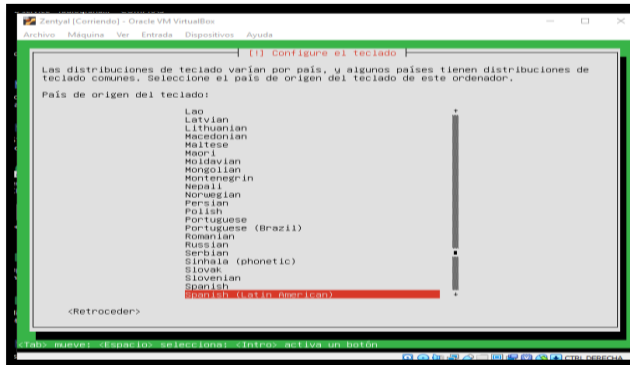 Zentyal [Corriendo] - Oracle VM VirtualBox
Archivo Máquina Ver Entrada Dispositivos Ayuda
[!] Configure el teclado
Las distribuciones de teclado varían por país, y algunos países tienen distribuciones de
teclado comunes. Seleccione el país de origen del teclado de este ordenador.
País de origen del teclado:
Lao
Latvian
Lithuanian
Macedonian
Maltese
Maori
Moldavian
Mongolian
Montenegrin
Nepali
Norwegian
Persian
Polish
Portuguese
Portuguese (Brazil)
Romanian
Russian
Serbian
Sinhala (phonetic)
Slovak
Slovenian
Spanish
Spanish (Latin American)
<Retroceder>
<Tab> mueve; <Espacio> selecciona; <Intro> activa un botón
CTRL DERECHA